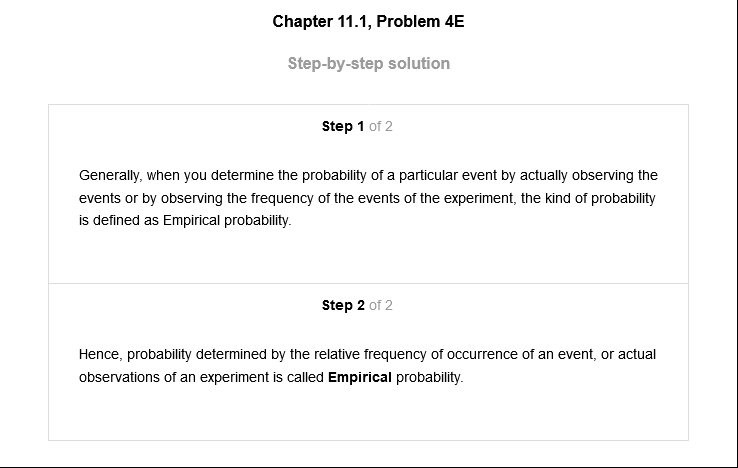 Chapter 11.1, Problem 4E
Step-by-step solution
Step 1 of 2
Generally, when you determine the probability of a particular event by actually observing the
events or by observing the frequency of the events of the experiment, the kind of probability
is defined as Empirical probability.
Step 2 of 2
Hence, probability determined by the relative frequency of occurrence of an event, or actual
observations of an experiment is called Empirical probability.